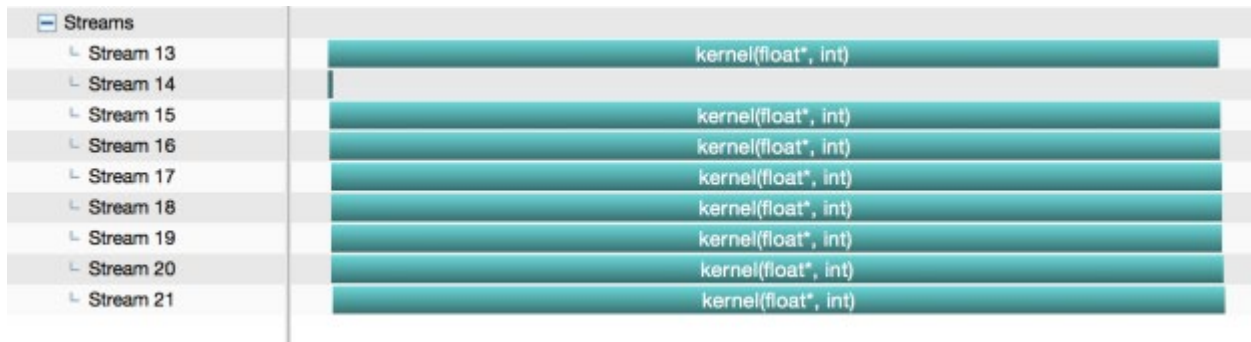 Streams
Stream 13 kernel(float*, int)
Stream 14
Stream 15 kernel(float*, int)
Stream 16 kernel(float*, int)
Stream 17 kernel(float*, int)
Stream 18 kernel(float*, int)
Stream 19 kernel(float*, int)
Stream 20 kernel(float*, int)
Stream 21 kernel(float*, int)